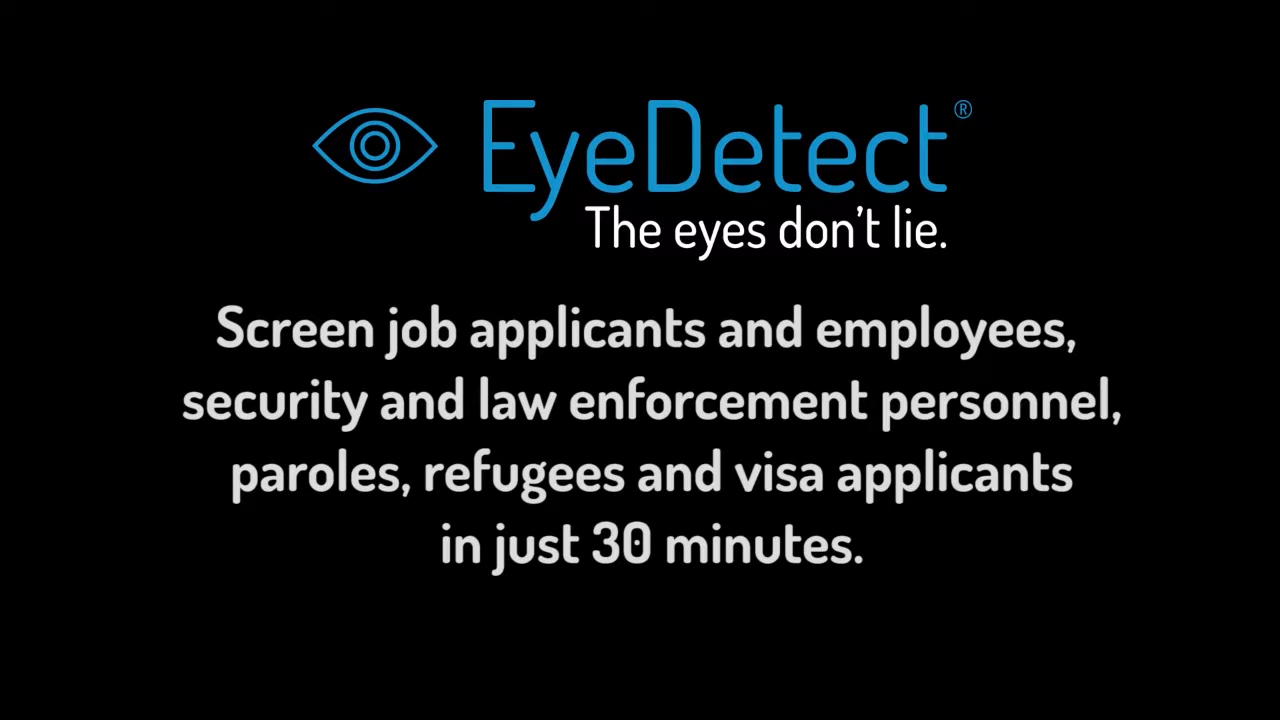 EyeDetect®
The eyes don't lie.
Screen job applicants and employees,
security and law enforcement personnel,
paroles, refugees and visa applicants
in just 30 minutes.